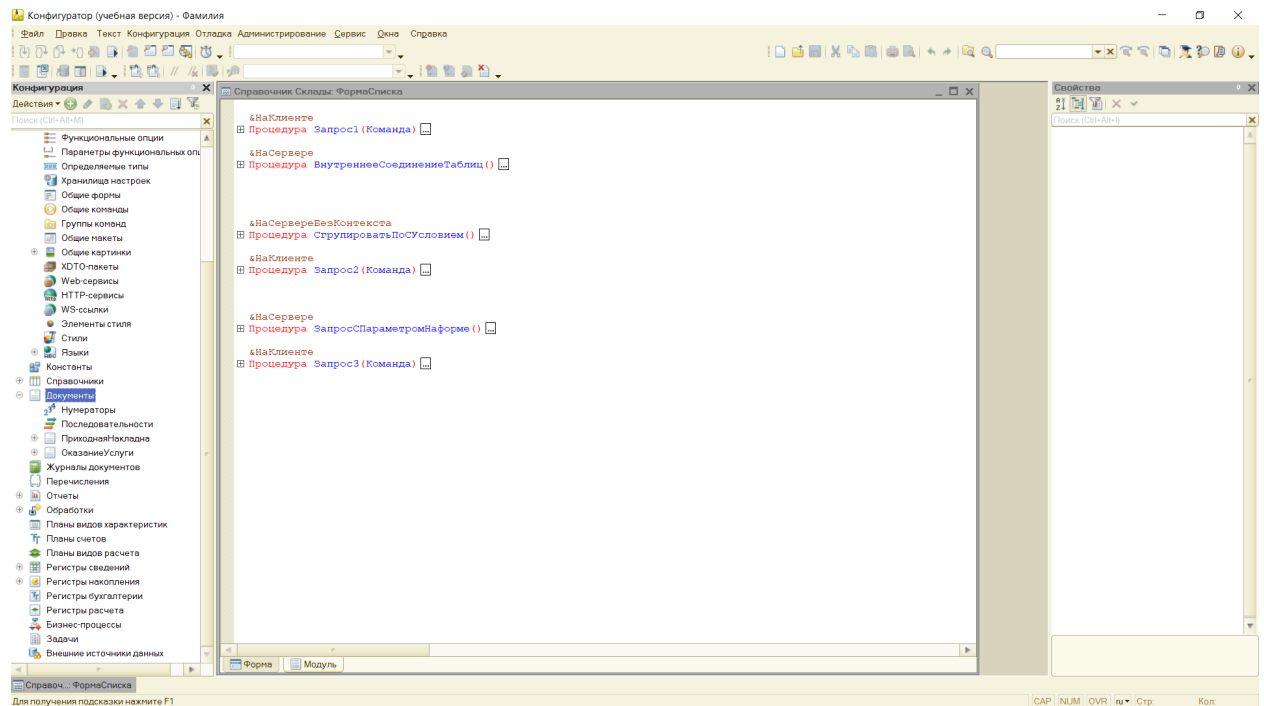 Конфигуратор (учебная версия) - Фамилия
Файл Правка Текст Конфигурация Отладка Администрирование Сервис Окна Справка
Конфигурация
Действия
Поиск (Ctrl+Alt+M)
Функциональные опции
Параметры функциональных опц
Определяемые типы
Хранилища настроек
Общие формы
Общие команды
Группы команд
Общие макеты
Общие картинки
XDTO-пакеты
Web-сервисы
HTTP-сервисы
WS-ссылки
Элементы стиля
Стили
Языки
Константы
Справочники
Документы
Нумераторы
Последовательности
ПриходнаяНакладна
ОказаниеУслуги
Журналы документов
Перечисления
Отчеты
Обработки
Планы видов характеристик
Планы счетов
Планы видов расчета
Регистры сведений
Регистры накопления
Регистры бухгалтерии
Регистры расчета
Бизнес-процессы
Задачи
Внешние источники данных
Справочник Склады: ФормаСписка
&НаКлиенте
Процедура Запрос1(Команда) ...
&НаСервере
Процедура ВнутреннееСоединениеТаблиц() ...
&НаСервереБезКонтекста
Процедура СгрупироватьПоСУсловием() ...
&НаКлиенте
Процедура Запрос2(Команда) ...
&НаСервере
Процедура ЗапросСПараметромНаформе() ...
&НаКлиенте
Процедура Запрос3(Команда) ...
Форма Модуль
Свойства
Поиск (Ctrl+Alt+I)
Справоч...: ФормаСписка
Для получения подсказки нажмите F1
CAP NUM OVR ru Стр: Кол: